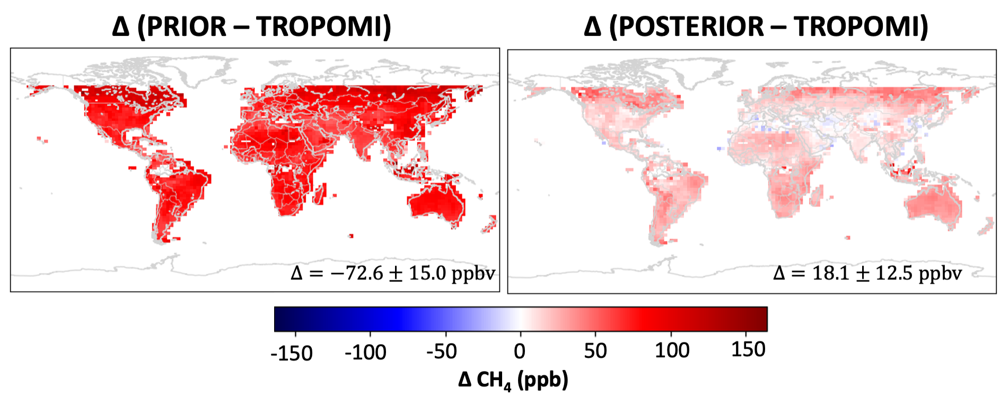 Δ (PRIOR – TROPOMI)
Δ (POSTERIOR – TROPOMI)
Δ = −72.6 ± 15.0 ppbv
Δ = 18.1 ± 12.5 ppbv
-150 -100 -50 0 50 100 150
Δ CH₄ (ppb)